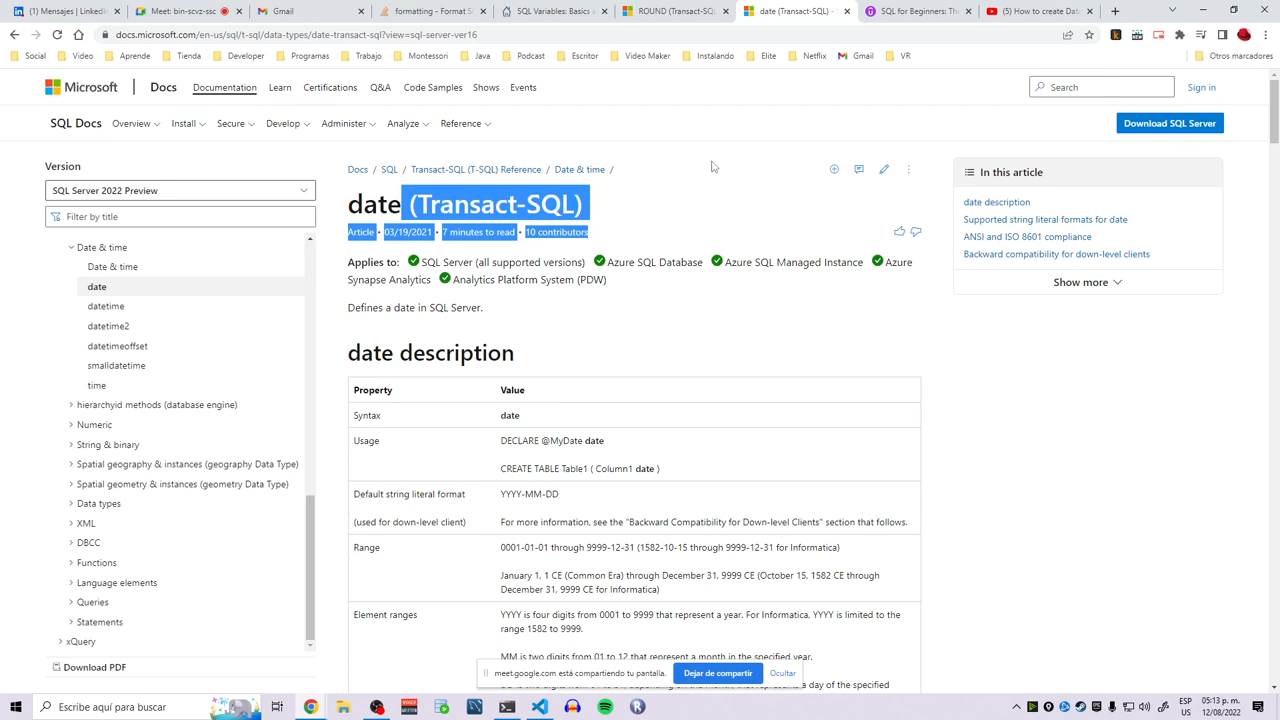 (1) Mensajes | LinkedIn
Meet: bin-scvz-ssc
Gmail
formatting - Format S
SQL Variables: Basics a
ROUND (Transact-SQL
date (Transact-SQL) - S
SQL for Beginners: The
(5) How to create Dat
docs.microsoft.com/en-us/sql/t-sql/data-types/date-transact-sql?view=sql-server-ver16
Social
Video
Aprende
Tienda
Developer
Programas
Trabajo
Montessori
Java
Podcast
Escritor
Video Maker
Instalando
Elite
Netflix
Gmail
VR
Otros marcadores
Microsoft
Docs
Documentation
Learn
Certifications
Q&A
Code Samples
Shows
Events
Search
Sign in
SQL Docs
Overview
Install
Secure
Develop
Administer
Analyze
Reference
Download SQL Server
Version
SQL Server 2022 Preview
Filter by title
Date & time
Date & time
date
datetime
datetime2
datetimeoffset
smalldatetime
time
hierarchyid methods (database engine)
Numeric
String & binary
Spatial geography & instances (geography Data Type)
Spatial geometry & instances (geometry Data Type)
Data types
XML
DBCC
Functions
Language elements
Queries
Statements
xQuery
Download PDF
Docs / SQL / Transact-SQL (T-SQL) Reference / Date & time /
date (Transact-SQL)
Article • 03/19/2021 • 7 minutes to read • 10 contributors
Applies to: SQL Server (all supported versions) Azure SQL Database Azure SQL Managed Instance Azure
Synapse Analytics Analytics Platform System (PDW)
Defines a date in SQL Server.
date description
Property Value
Syntax date
Usage DECLARE @MyDate date
CREATE TABLE Table1 ( Column1 date )
Default string literal format YYYY-MM-DD
(used for down-level client) For more information, see the "Backward Compatibility for Down-level Clients" section that follows.
Range 0001-01-01 through 9999-12-31 (1582-10-15 through 9999-12-31 for Informatica)
January 1, 1 CE (Common Era) through December 31, 9999 CE (October 15, 1582 CE through
December 31, 9999 CE for Informatica)
Element ranges YYYY is four digits from 0001 to 9999 that represent a year. For Informatica, YYYY is limited to the
range 1582 to 9999.
MM is two digits from 01 to 12 that represent a month in the specified year.
a day of the specified
In this article
date description
Supported string literal formats for date
ANSI and ISO 8601 compliance
Backward compatibility for down-level clients
Show more
meet.google.com está compartiendo tu pantalla.
Dejar de compartir
Ocultar
Escribe aquí para buscar
ESP
US
05:13 p. m.
12/08/2022